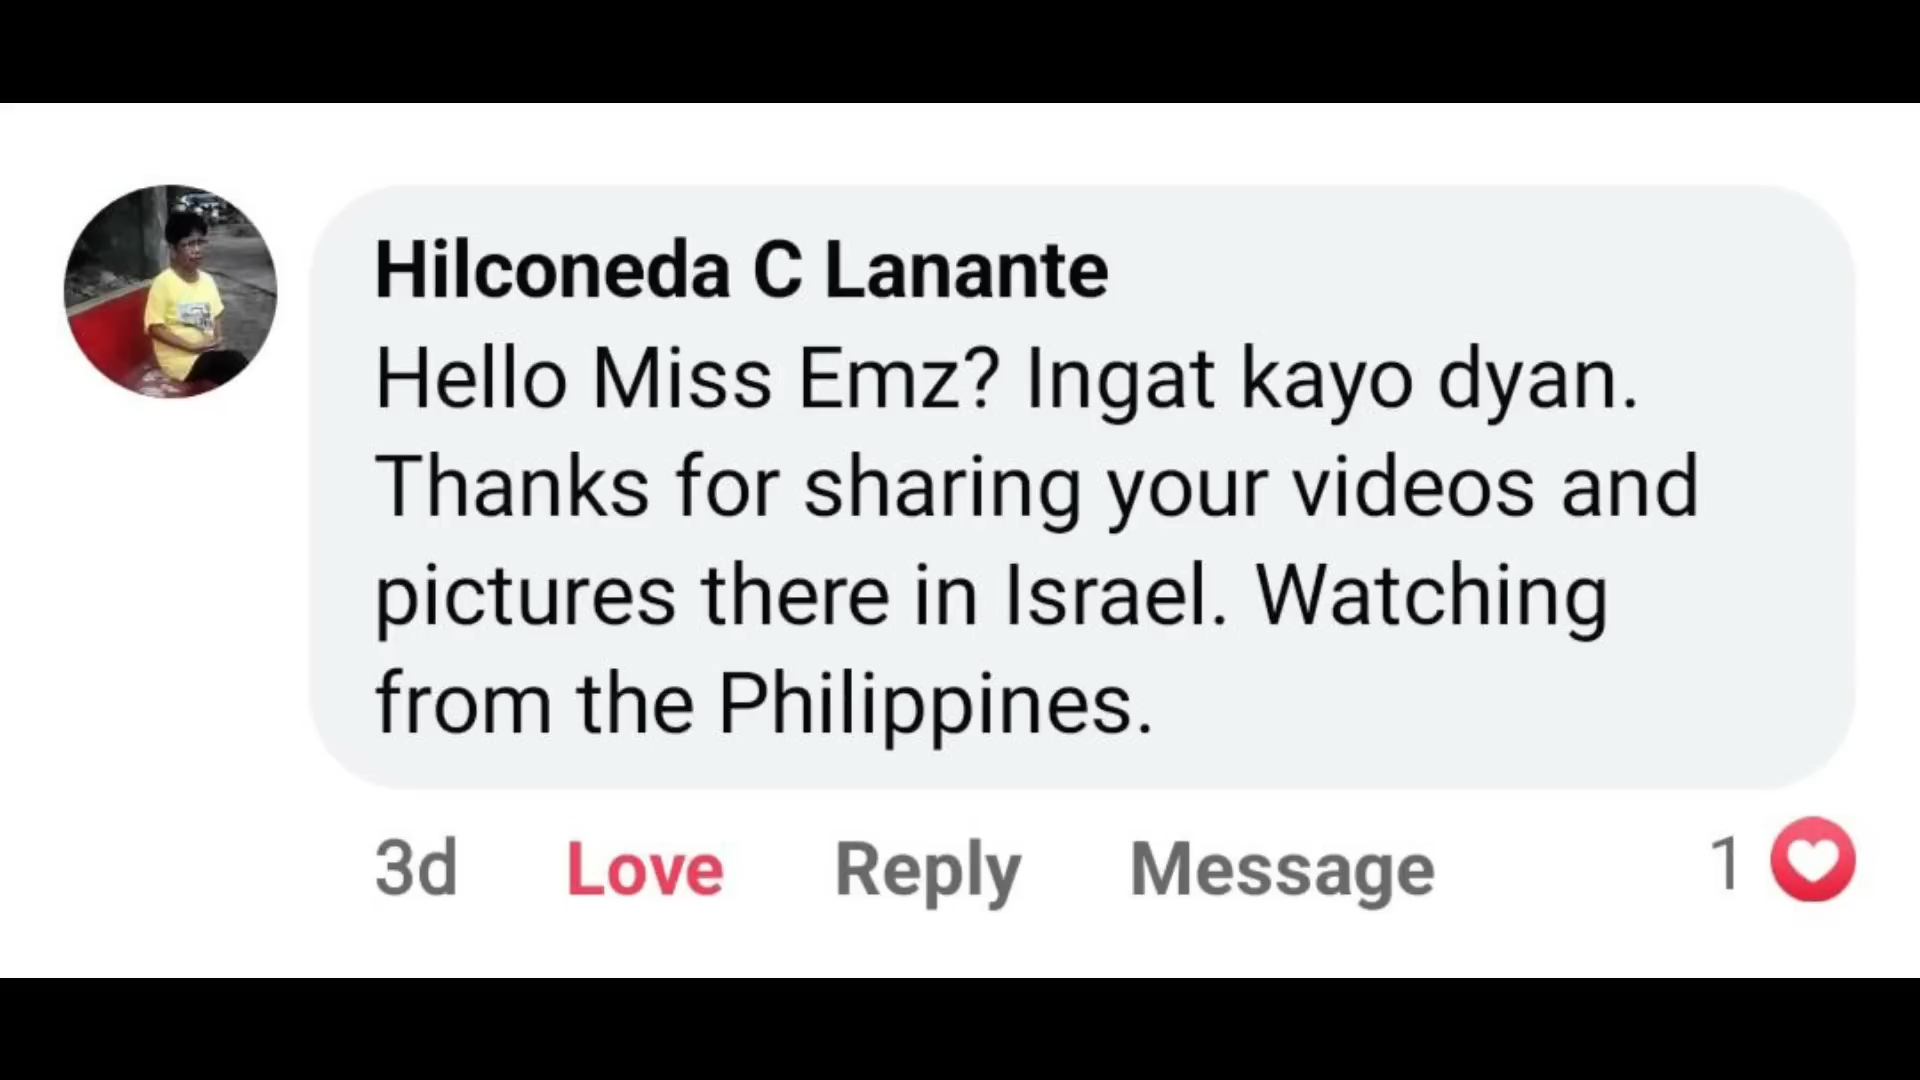 Hilconeda C Lanante
Hello Miss Emz? Ingat kayo dyan.
Thanks for sharing your videos and
pictures there in Israel. Watching
from the Philippines.
3d Love Reply Message 1